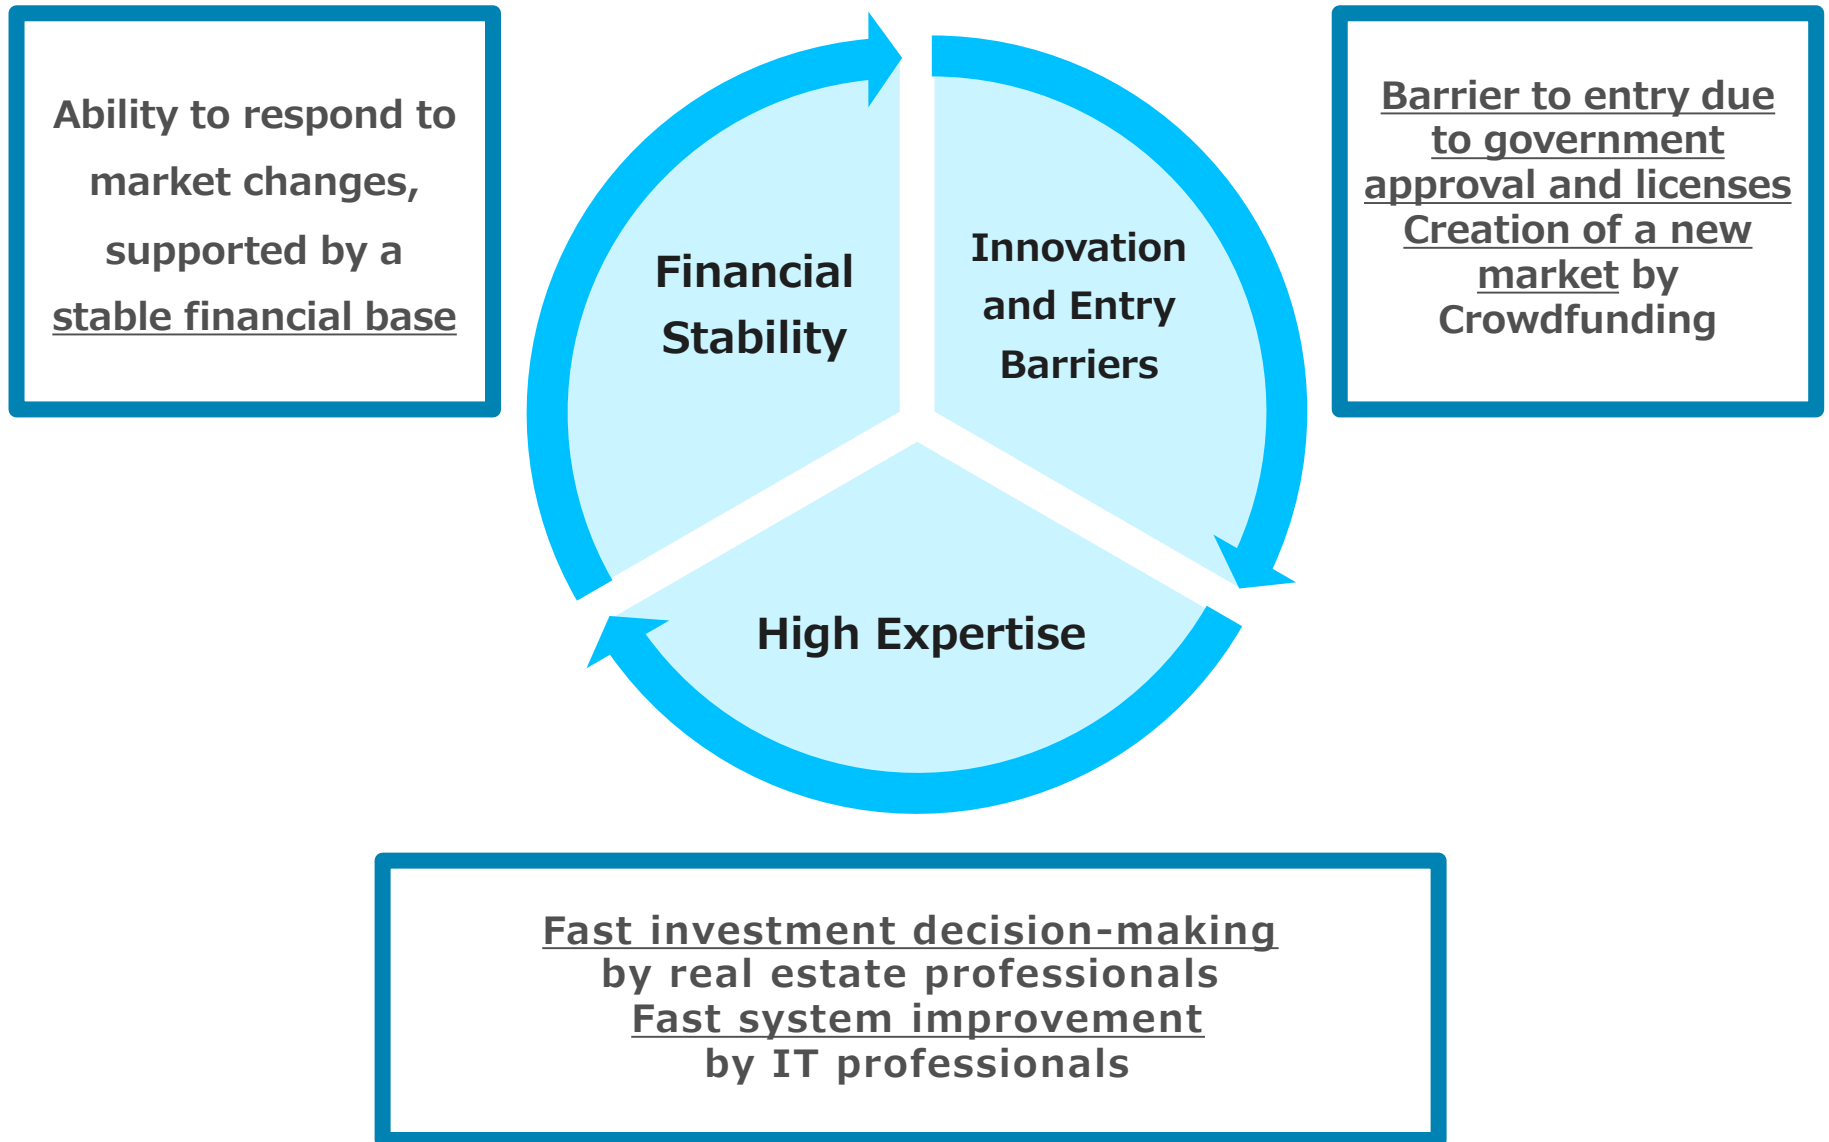 Ability to respond to
market changes,
supported by a
stable financial base
Financial
Stability
Innovation
and Entry
Barriers
Barrier to entry due
to government
approval and licenses
Creation of a new
market by
Crowdfunding
High Expertise
Fast investment decision-making
by real estate professionals
Fast system improvement
by IT professionals